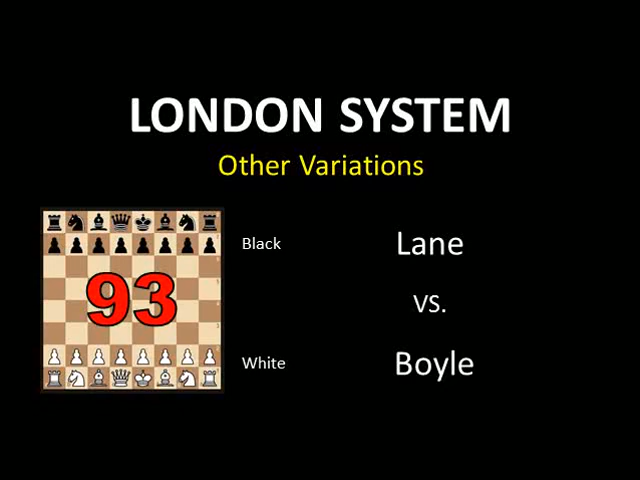 LONDON SYSTEM
Other Variations
Black
Lane
93
VS.
White
Boyle